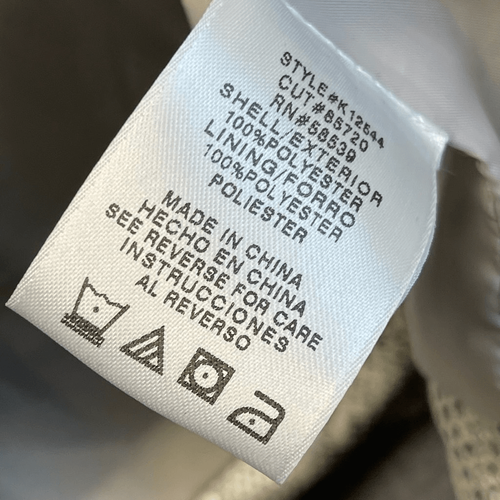 STYLE#K12544
CUT#85720
RN#58539
SHELL/EXTERIOR
100%POLYESTER
LINING/FORRO
100%POLYESTER
POLIESTER
MADE IN CHINA
HECHO EN CHINA
SEE REVERSE FOR CARE
INSTRUCCIONES
AL REVERSO